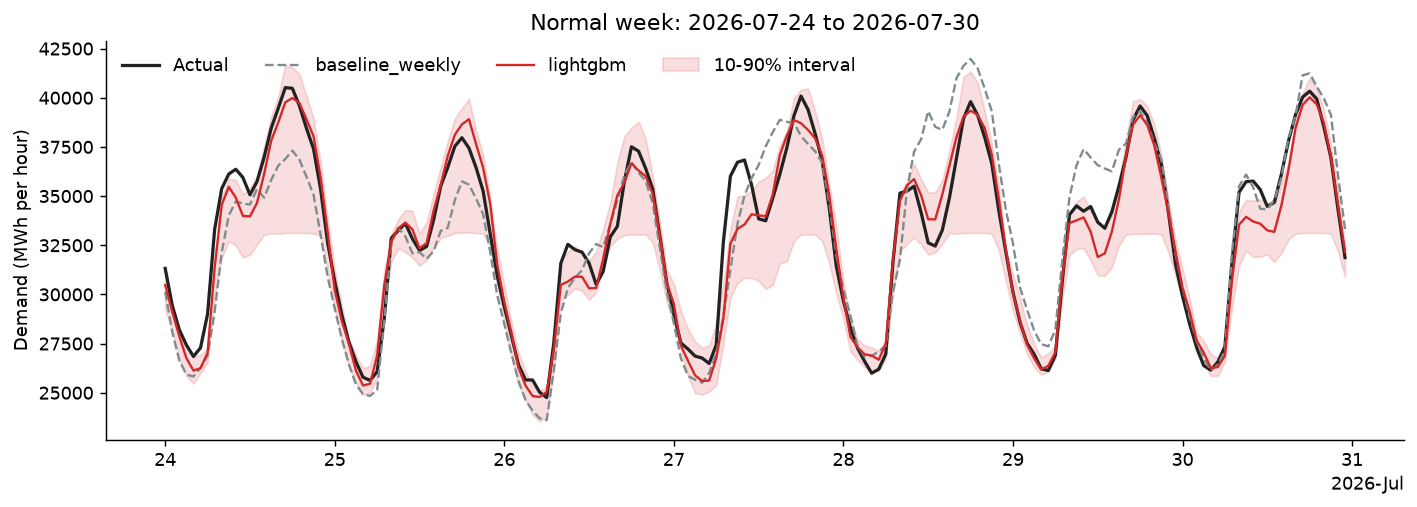 Normal week: 2026-07-24 to 2026-07-30
Actual baseline_weekly lightgbm 10-90% interval
Demand (MWh per hour)
42500
40000
37500
35000
32500
30000
27500
25000
24 25 26 27 28 29 30 31
2026-Jul